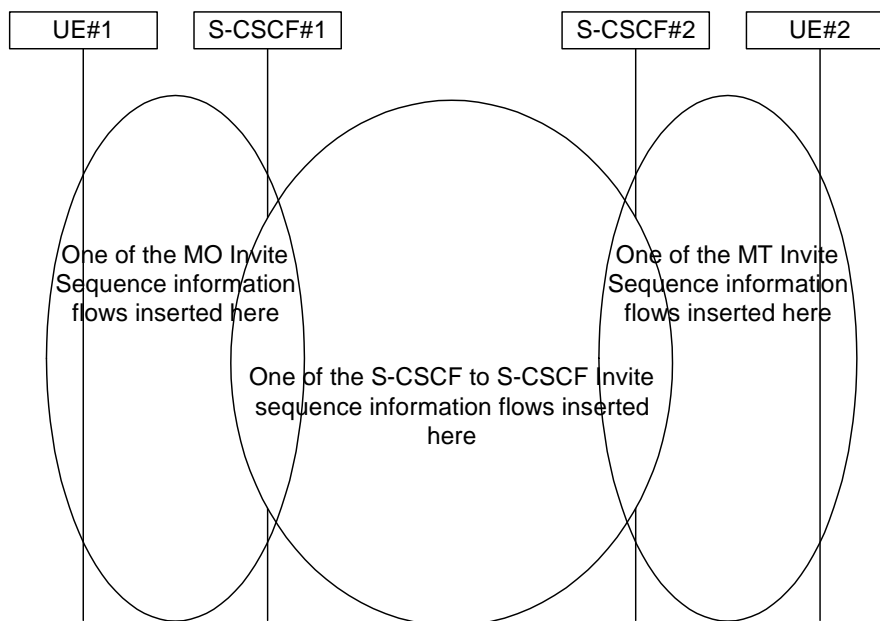 UE#1
S-CSCF#1
S-CSCF#2
UE#2
One of the MO Invite
Sequence information
flows inserted here
One of the MT Invite
Sequence information
flows inserted here
One of the S-CSCF to S-CSCF Invite
sequence information flows inserted
here